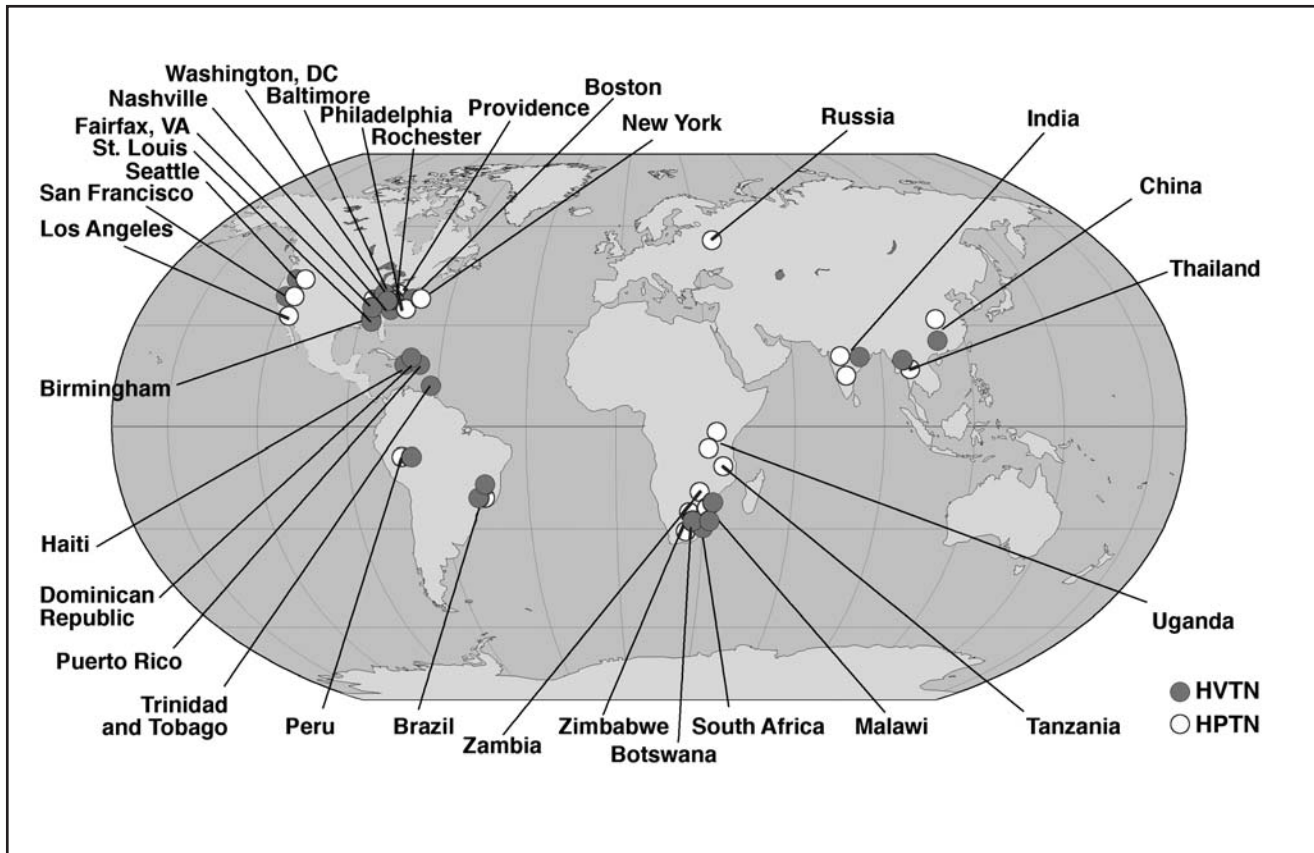 Washington, DC
Nashville
Baltimore
Boston
Philadelphia
Providence
Fairfax, VA
Rochester
New York
Russia
India
St. Louis
Seattle
San Francisco
China
Los Angeles
Thailand
Birmingham
Haiti
Dominican
Republic
Uganda
Puerto Rico
HVTN
Trinidad
and Tobago
Peru
Brazil
Zambia
Zimbabwe
Botswana
South Africa
Malawi
Tanzania
HPTN